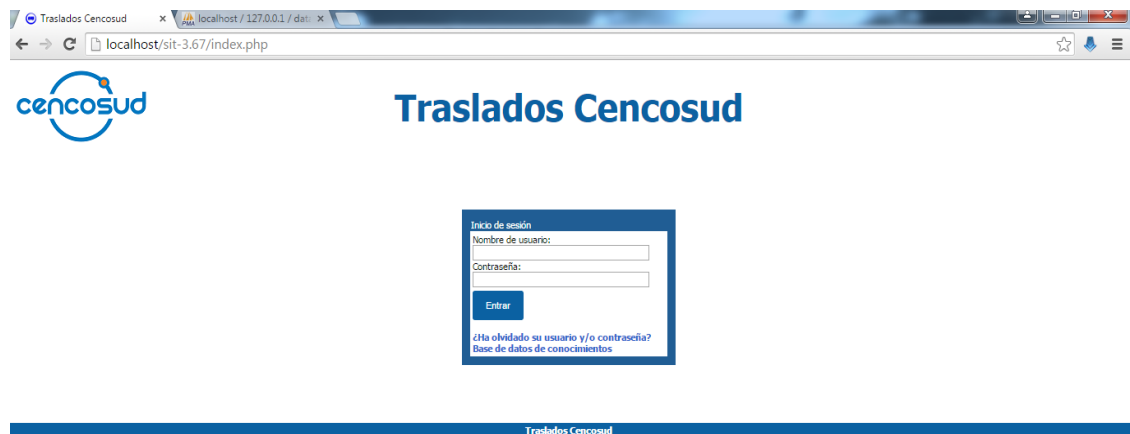 Traslados Cencosud
localhost / 127.0.0.1 / dat
localhost/sit-3.67/index.php
cencosud
Traslados Cencosud
Inicio de sesión
Nombre de usuario:
Contraseña:
Entrar
¿Ha olvidado su usuario y/o contraseña?
Base de datos de conocimientos
Traslados Cencosud